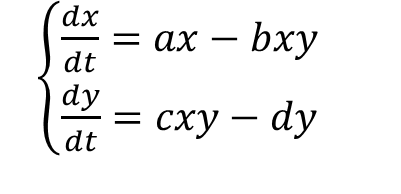 dx/dt = ax − bxy
dy/dt = cxy − dy